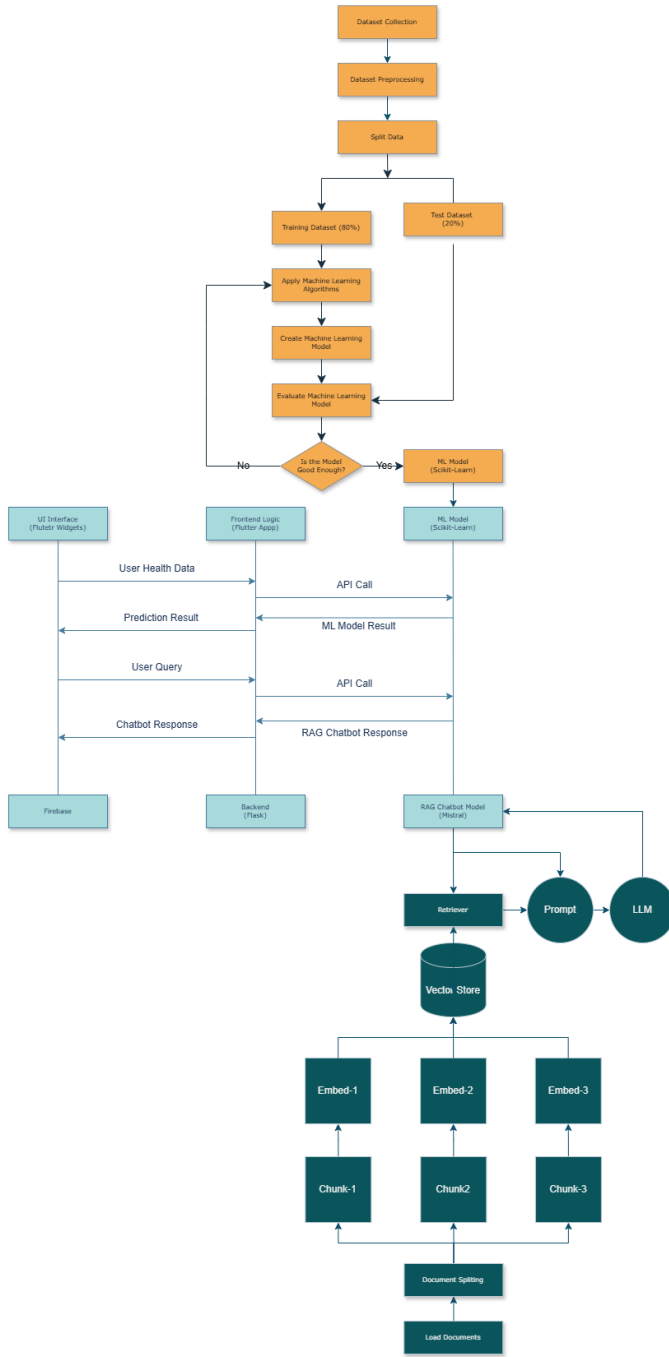 Dataset Collection
Dataset Preprocessing
Split Data
Training Dataset (80%)
Test Dataset
(20%)
Apply Machine Learning
Algorithms
Create Machine Learning
Model
Evaluate Machine Learning
Model
Is the Model
Good Enough?
No
Yes
ML Model
(Scikit-Learn)
UI Interface
(Flutetr Widgets)
Frontend Logic
(Flutter Appp)
ML Model
(Scikit-Learn)
User Health Data
API Call
Prediction Result
ML Model Result
User Query
API Call
Chatbot Response
RAG Chatbot Response
Firebase
Backend
(Flask)
RAG Chatbot Model
(Mistral)
Retriever
Prompt
LLM
Vector Store
Embed-1
Embed-2
Embed-3
Chunk-1
Chunk2
Chunk-3
Document Spliting
Load Documents